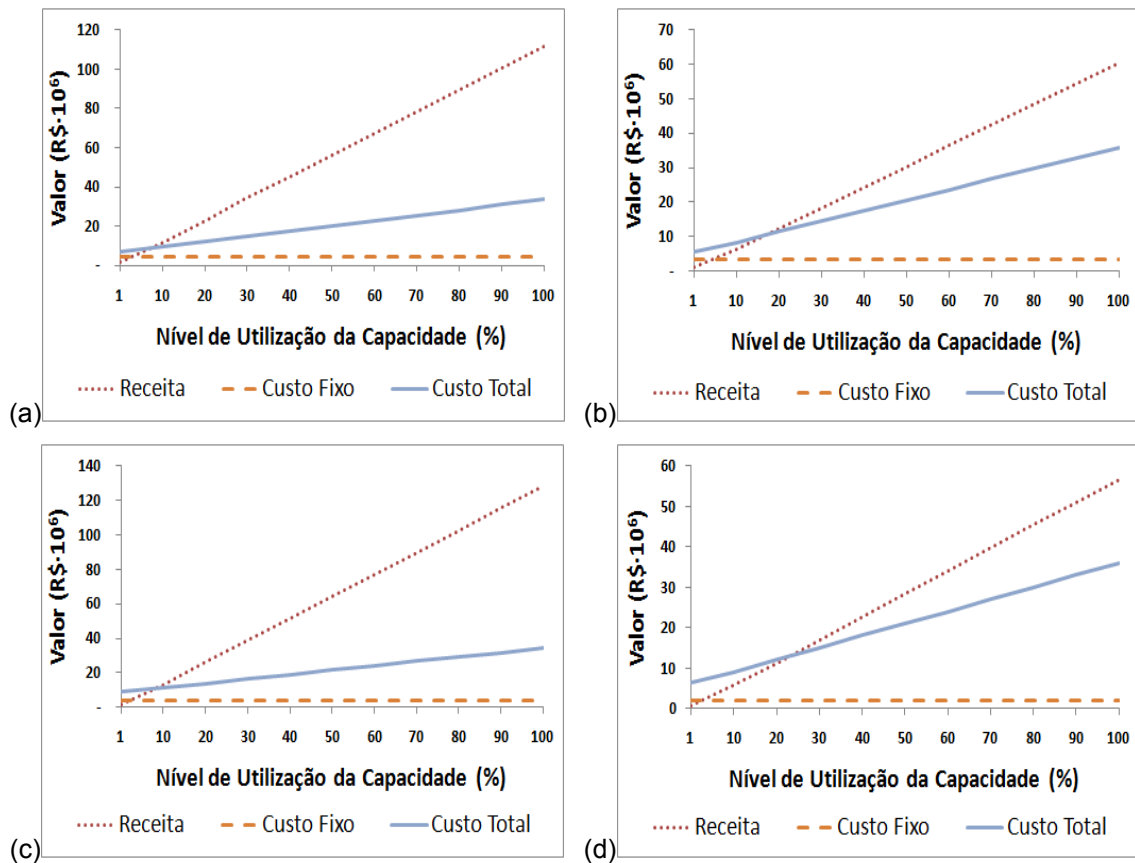 120
100
80
60
40
20
-
Valor (R$·10⁶)
1 10 20 30 40 50 60 70 80 90 100
Nível de Utilização da Capacidade (%)
Receita Custo Fixo Custo Total
(a)
70
60
50
40
30
20
10
-
Valor (R$·10⁶)
1 10 20 30 40 50 60 70 80 90 100
Nível de Utilização da Capacidade (%)
Receita Custo Fixo Custo Total
(b)
140
120
100
80
60
40
20
-
Valor (R$·10⁶)
1 10 20 30 40 50 60 70 80 90 100
Nível de Utilização da Capacidade (%)
Receita Custo Fixo Custo Total
(c)
60
50
40
30
20
10
0
Valor (R$·10⁶)
1 10 20 30 40 50 60 70 80 90 100
Nível de Utilização da Capacidade (%)
Receita Custo Fixo Custo Total
(d)